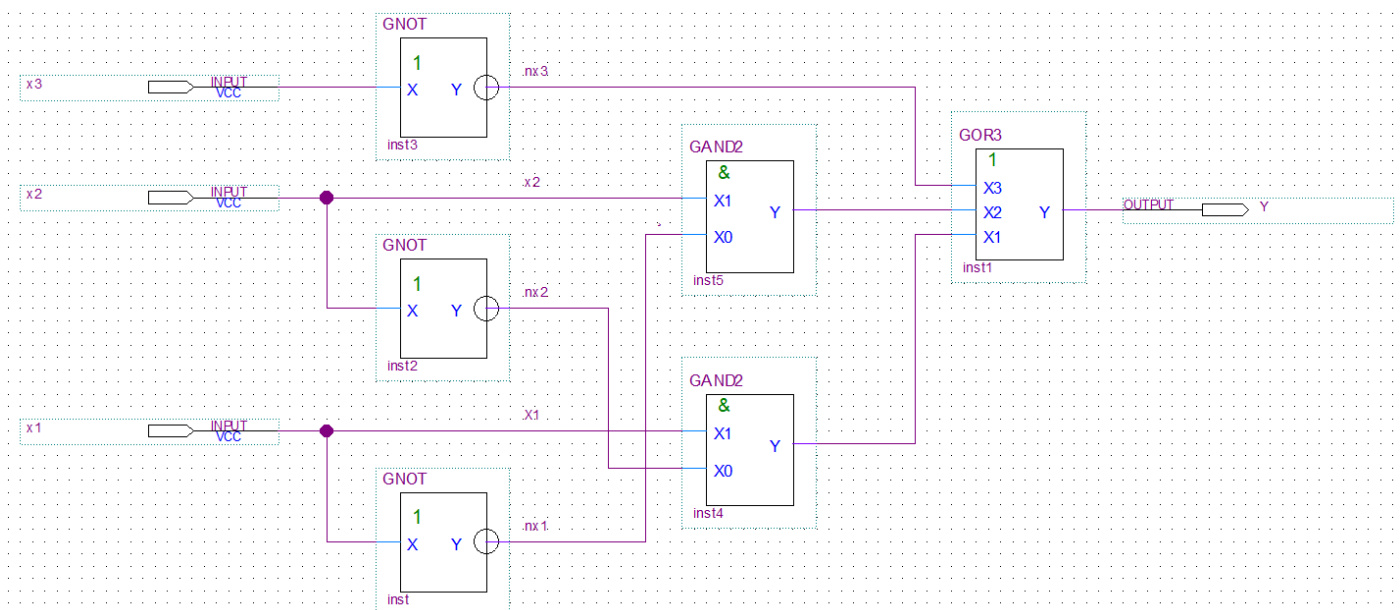 GNOT
1
x3 INPUT VCC
X Y
nx3
inst3
GAND2
&
X1
Y
X0
inst5
GOR3
1
X3
X2 Y
X1
inst1
OUTPUT Y
x2 INPUT VCC
x2
GNOT
1
X Y
nx2
inst2
GAND2
&
X1
Y
X0
inst4
x1 INPUT VCC
X1
GNOT
1
X Y
nx1
inst